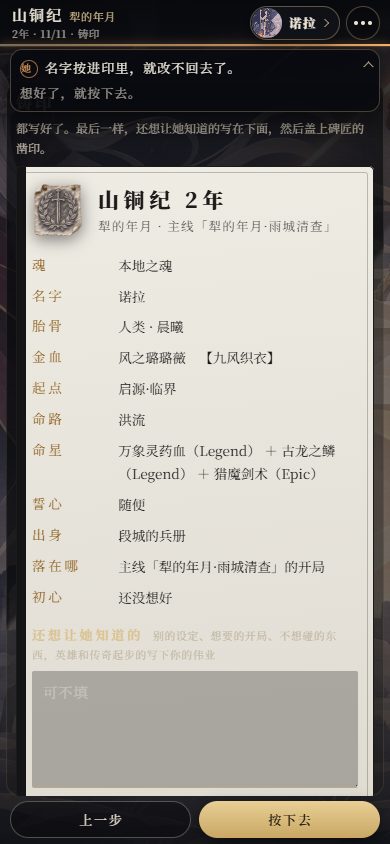 山铜纪 犁的年月
2年 · 11/11 · 铸印
诺拉
她 名字按进印里，就改不回去了。
想好了，就按下去。
都写好了。最后一样，还想让她知道的写在下面，然后盖上碑匠的
凿印。
山铜纪 2年
犁的年月 · 主线「犁的年月·雨城清查」
魂 本地之魂
名字 诺拉
胎骨 人类 · 晨曦
金血 风之璐璐薇 【九风织衣】
起点 启源·临界
命路 洪流
命星 万象灵药血（Legend） ＋ 古龙之鳞
（Legend） ＋ 猎魔剑术（Epic）
誓心 随便
出身 段城的兵册
落在哪 主线「犁的年月·雨城清查」的开局
初心 还没想好
还想让她知道的 别的设定、想要的开局、不想碰的东
西，英雄和传奇起步的写下你的伟业
可不填
上一步
按下去